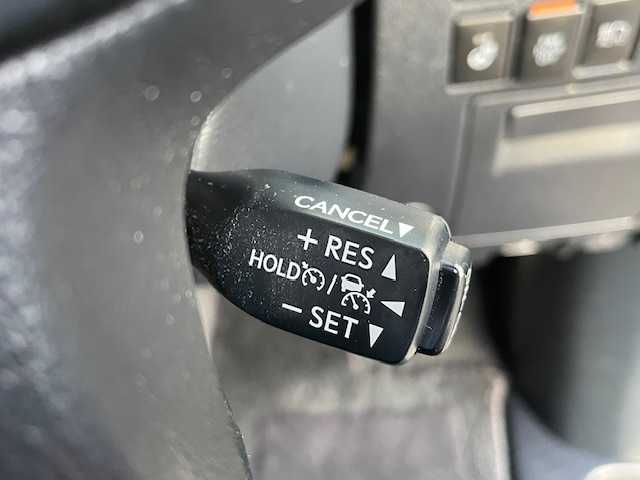 CANCEL▼
+ RES ▲
HOLD /
− SET ▼